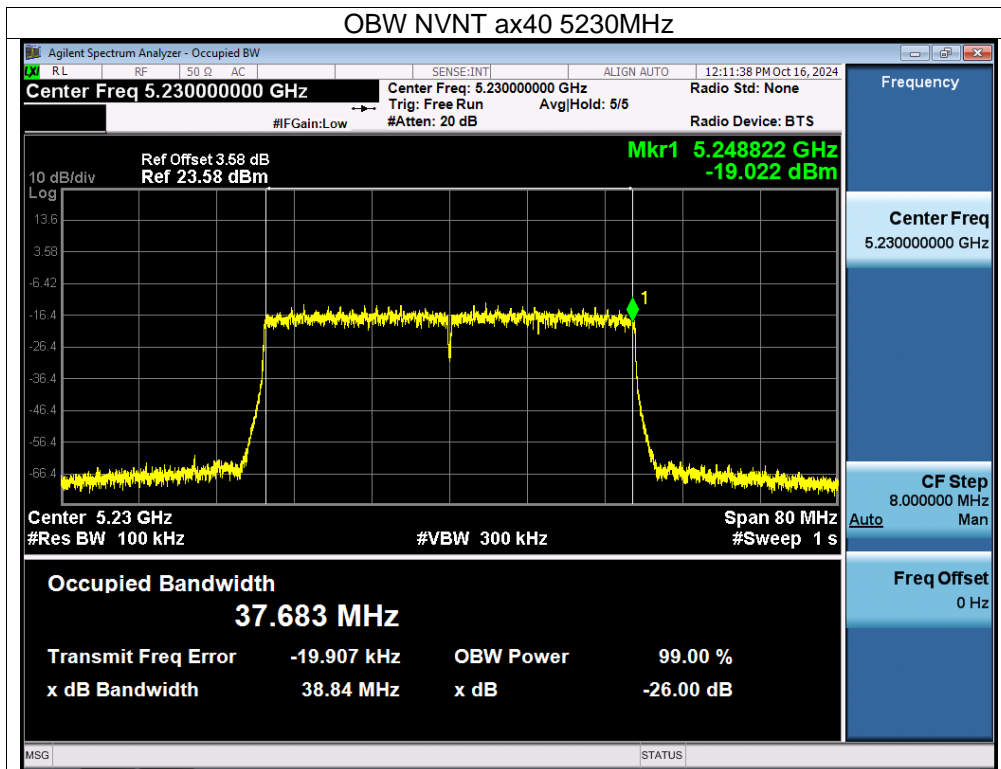 OBW NVNT ax40 5230MHz
Agilent Spectrum Analyzer - Occupied BW
LXI RL RF 50 Ω AC SENSE:INT ALIGN AUTO 12:11:38 PM Oct 16, 2024
Center Freq 5.230000000 GHz
Center Freq: 5.230000000 GHz
Radio Std: None
Trig: Free Run Avg|Hold: 5/5
#IFGain:Low #Atten: 20 dB Radio Device: BTS
Mkr1 5.248822 GHz
-19.022 dBm
Ref Offset 3.58 dB
10 dB/div Ref 23.58 dBm
Log
13.6
3.58
-6.42
-16.4
-26.4
-36.4
-46.4
-56.4
-66.4
1
Center 5.23 GHz Span 80 MHz
#Res BW 100 kHz #VBW 300 kHz #Sweep 1 s
Occupied Bandwidth
37.683 MHz
Transmit Freq Error -19.907 kHz OBW Power 99.00 %
x dB Bandwidth 38.84 MHz x dB -26.00 dB
MSG STATUS
Frequency
Center Freq
5.230000000 GHz
CF Step
8.000000 MHz
Auto Man
Freq Offset
0 Hz